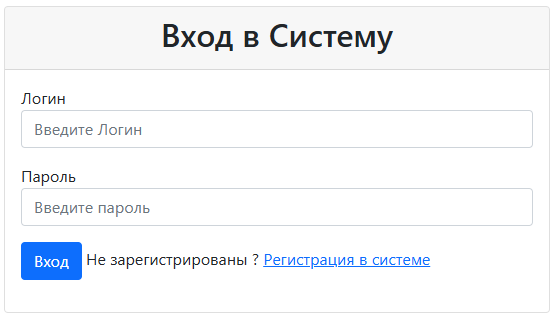 Вход в Систему
Логин
Введите Логин
Пароль
Введите пароль
Вход Не зарегистрированы ? Регистрация в системе